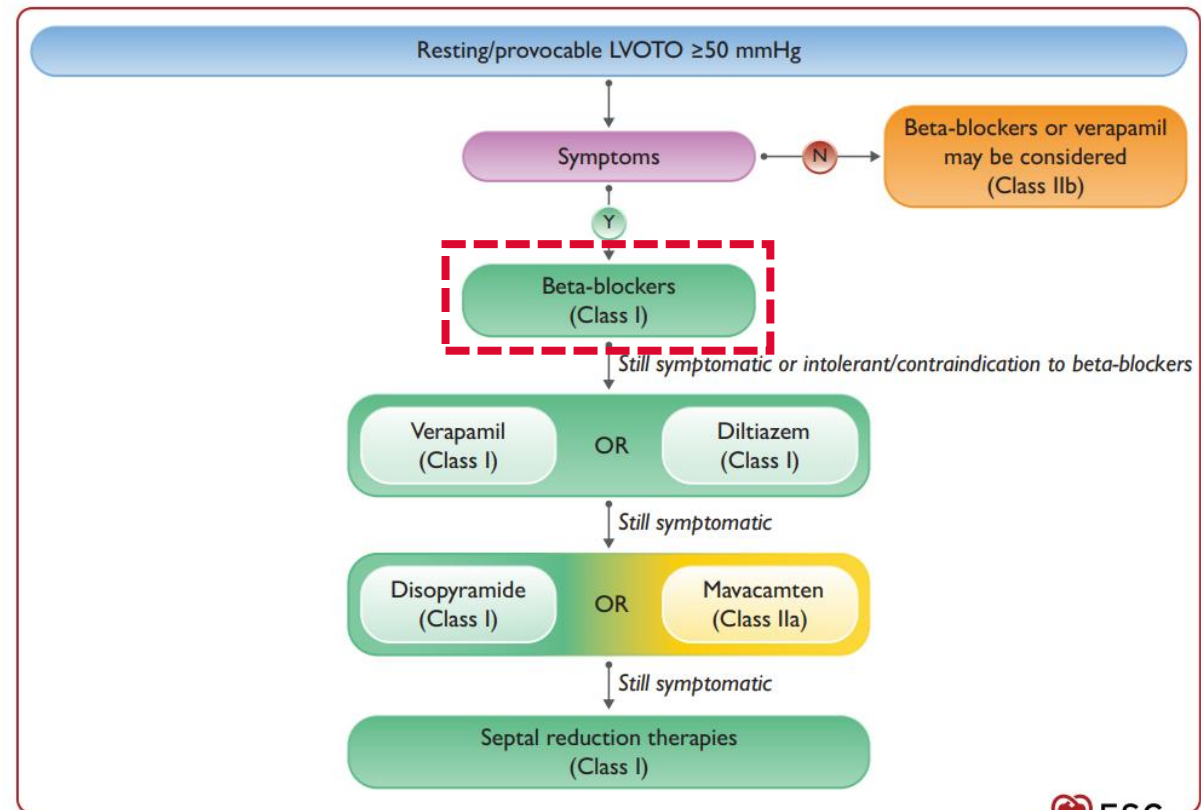 Resting/provocable LVOTO ≥50 mmHg
Symptoms
N
Beta-blockers or verapamil
may be considered
(Class IIb)
Y
Beta-blockers
(Class I)
Still symptomatic or intolerant/contraindication to beta-blockers
Verapamil
(Class I)
OR
Diltiazem
(Class I)
Still symptomatic
Disopyramide
(Class I)
OR
Mavacamten
(Class IIa)
Still symptomatic
Septal reduction therapies
(Class I)
ESC